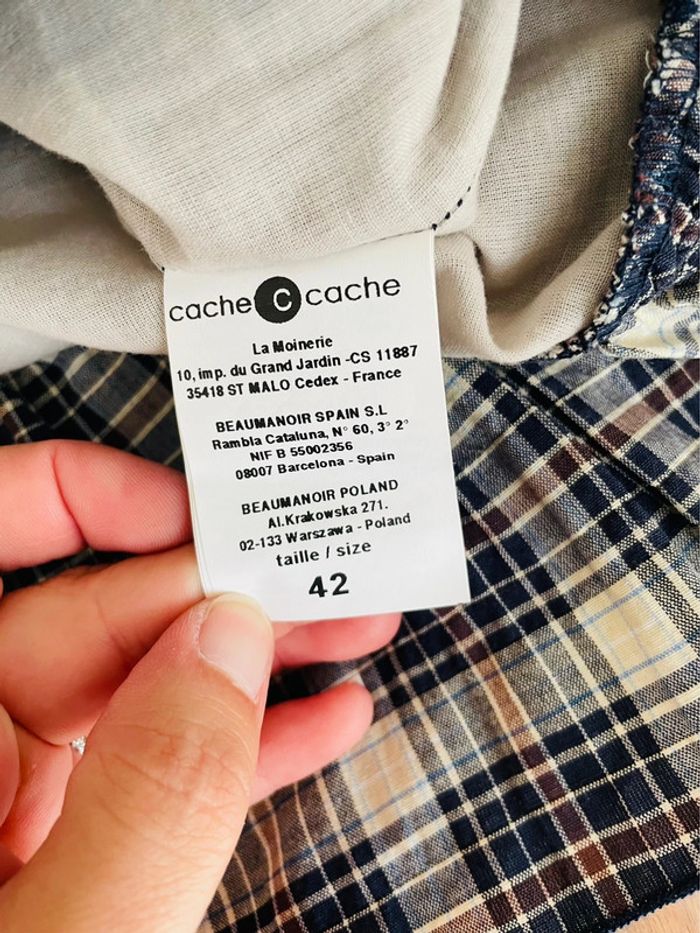 cache C cache
La Moinerie
10, imp. du Grand Jardin -CS 11887
35418 ST MALO Cedex - France
BEAUMANOIR SPAIN S.L
Rambla Cataluna, N° 60, 3° 2°
NIF B 55002356
08007 Barcelona - Spain
BEAUMANOIR POLAND
Al.Krakowska 271.
02-133 Warszawa - Poland
taille / size
42